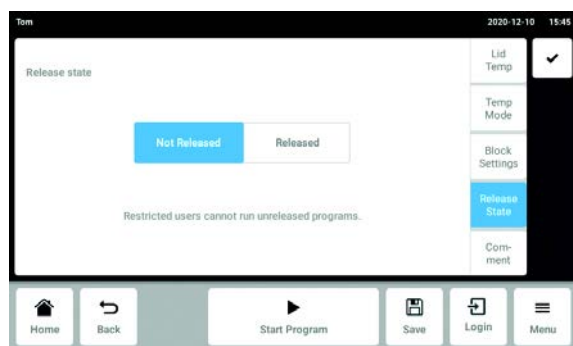 Tom
2020-12-10 15:45
Release state
Not Released
Released
Restricted users cannot run unreleased programs.
Lid
Temp
Temp
Mode
Block
Settings
Release
State
Com-
ment
Home
Back
Start Program
Save
Login
Menu